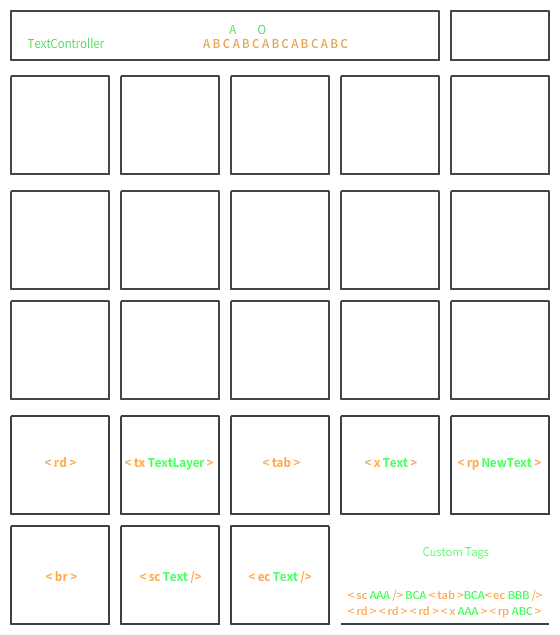 A O
TextController ABCABCABCABCABC
<rd>
<tx TextLayer>
<tab>
<x Text>
<rp NewText>
<br>
<sc Text />
<ec Text />
Custom Tags
<sc AAA /> BCA <tab>BCA<ec BBB />
<rd><rd><rd><x AAA><rp ABC>